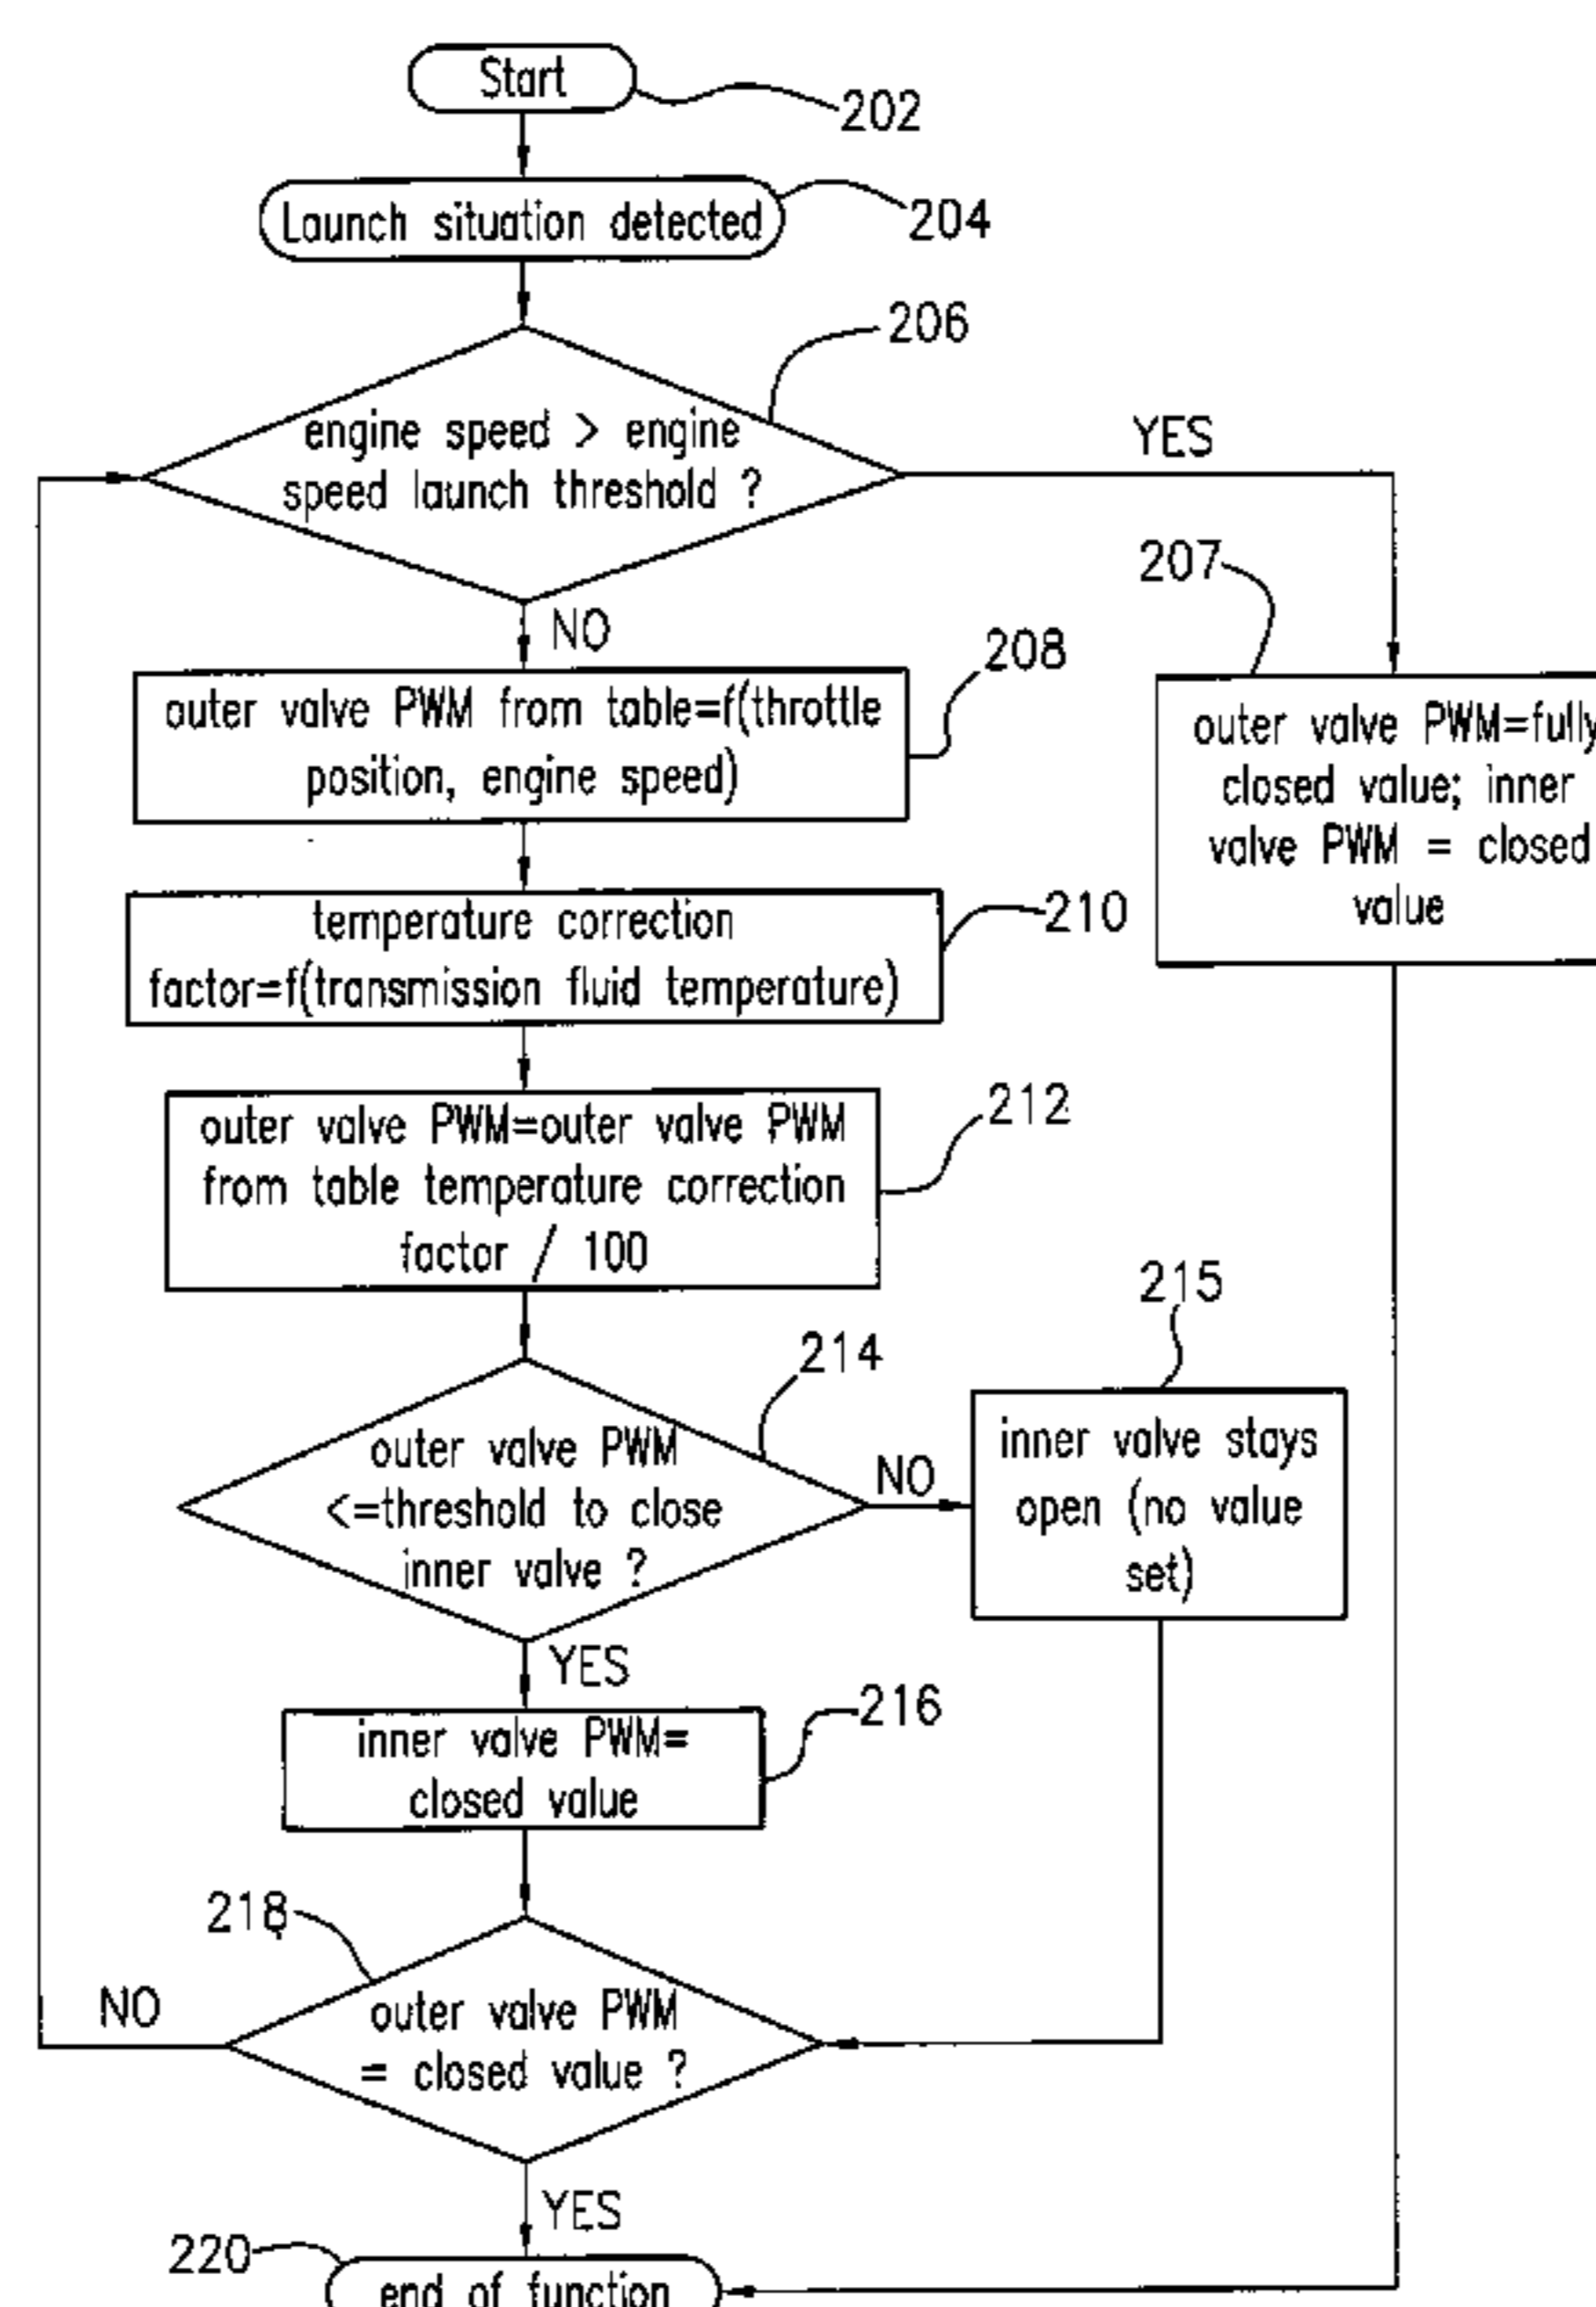 Start
202
Launch situation detected
204
206
engine speed > engine
speed launch threshold ?
YES
207
NO
208
outer valve PWM from table=f(throttle
position, engine speed)
outer valve PWM=fully
closed value; inner
valve PWM = closed
value
210
temperature correction
factor=f(transmission fluid temperature)
212
outer valve PWM=outer valve PWM
from table temperature correction
factor / 100
215
214
outer valve PWM
<=threshold to close
inner valve ?
NO
inner valve stays
open (no value
set)
YES
216
inner valve PWM=
closed value
218
NO
outer valve PWM
= closed value ?
YES
220
end of function